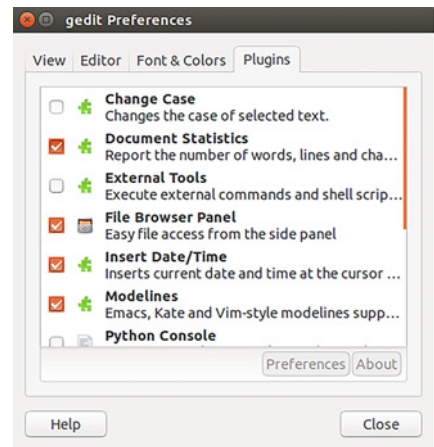 gedit Preferences
View Editor Font & Colors Plugins
Change Case
Changes the case of selected text.
Document Statistics
Report the number of words, lines and cha...
External Tools
Execute external commands and shell scrip...
File Browser Panel
Easy file access from the side panel
Insert Date/Time
Inserts current date and time at the cursor ...
Modelines
Emacs, Kate and Vim-style modelines supp...
Python Console
Preferences About
Help Close